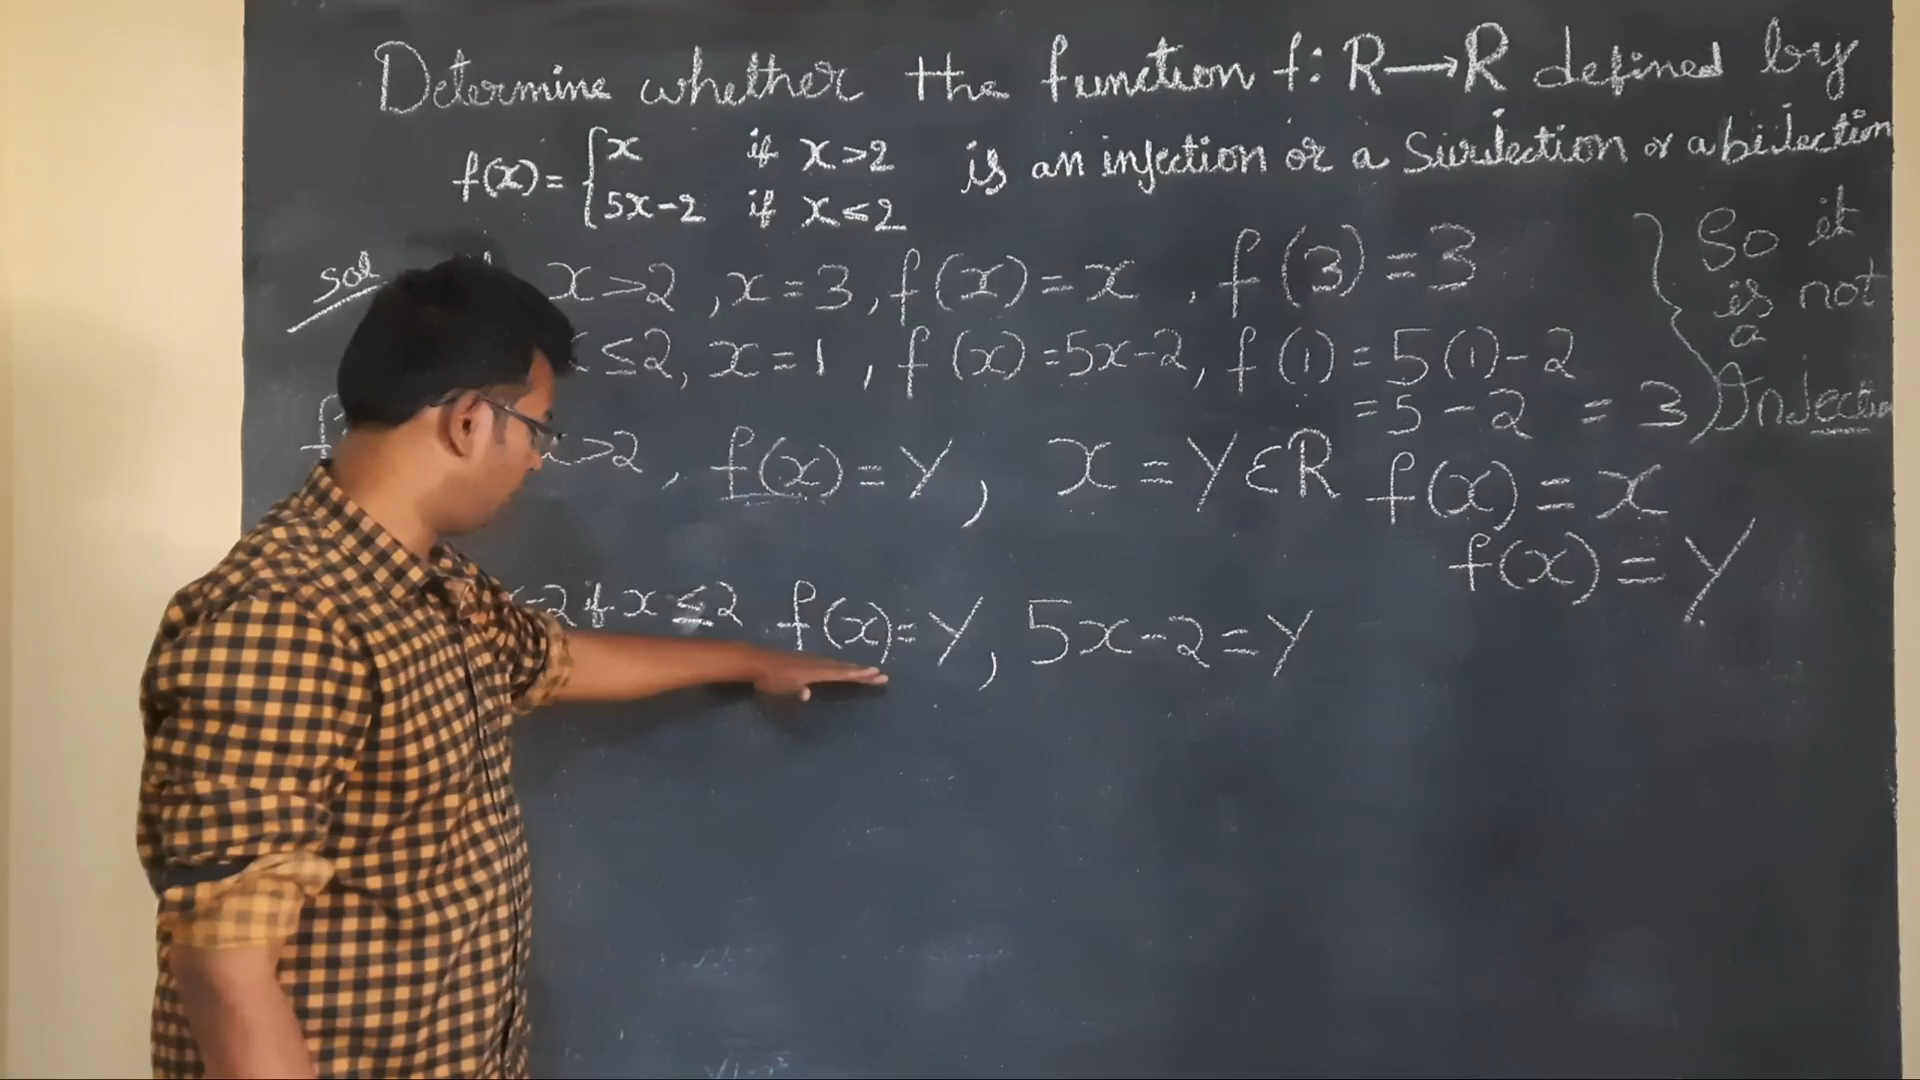 Determine whether the function f: R→R defined by
f(x) = { x if x>2 is an injection or a Surjection or a bijection
5x-2 if x≤2
sol x>2, x=3, f(x)=x, f(3)=3
≤2, x=1, f(x)=5x-2, f(1)=5(1)-2
=5-2 = 3
So it
is not
a
Injection
>2, f(x)=Y, x=Y∈R f(x)=x
f(x)=Y
-2 if x≤2 f(x)=Y, 5x-2=Y